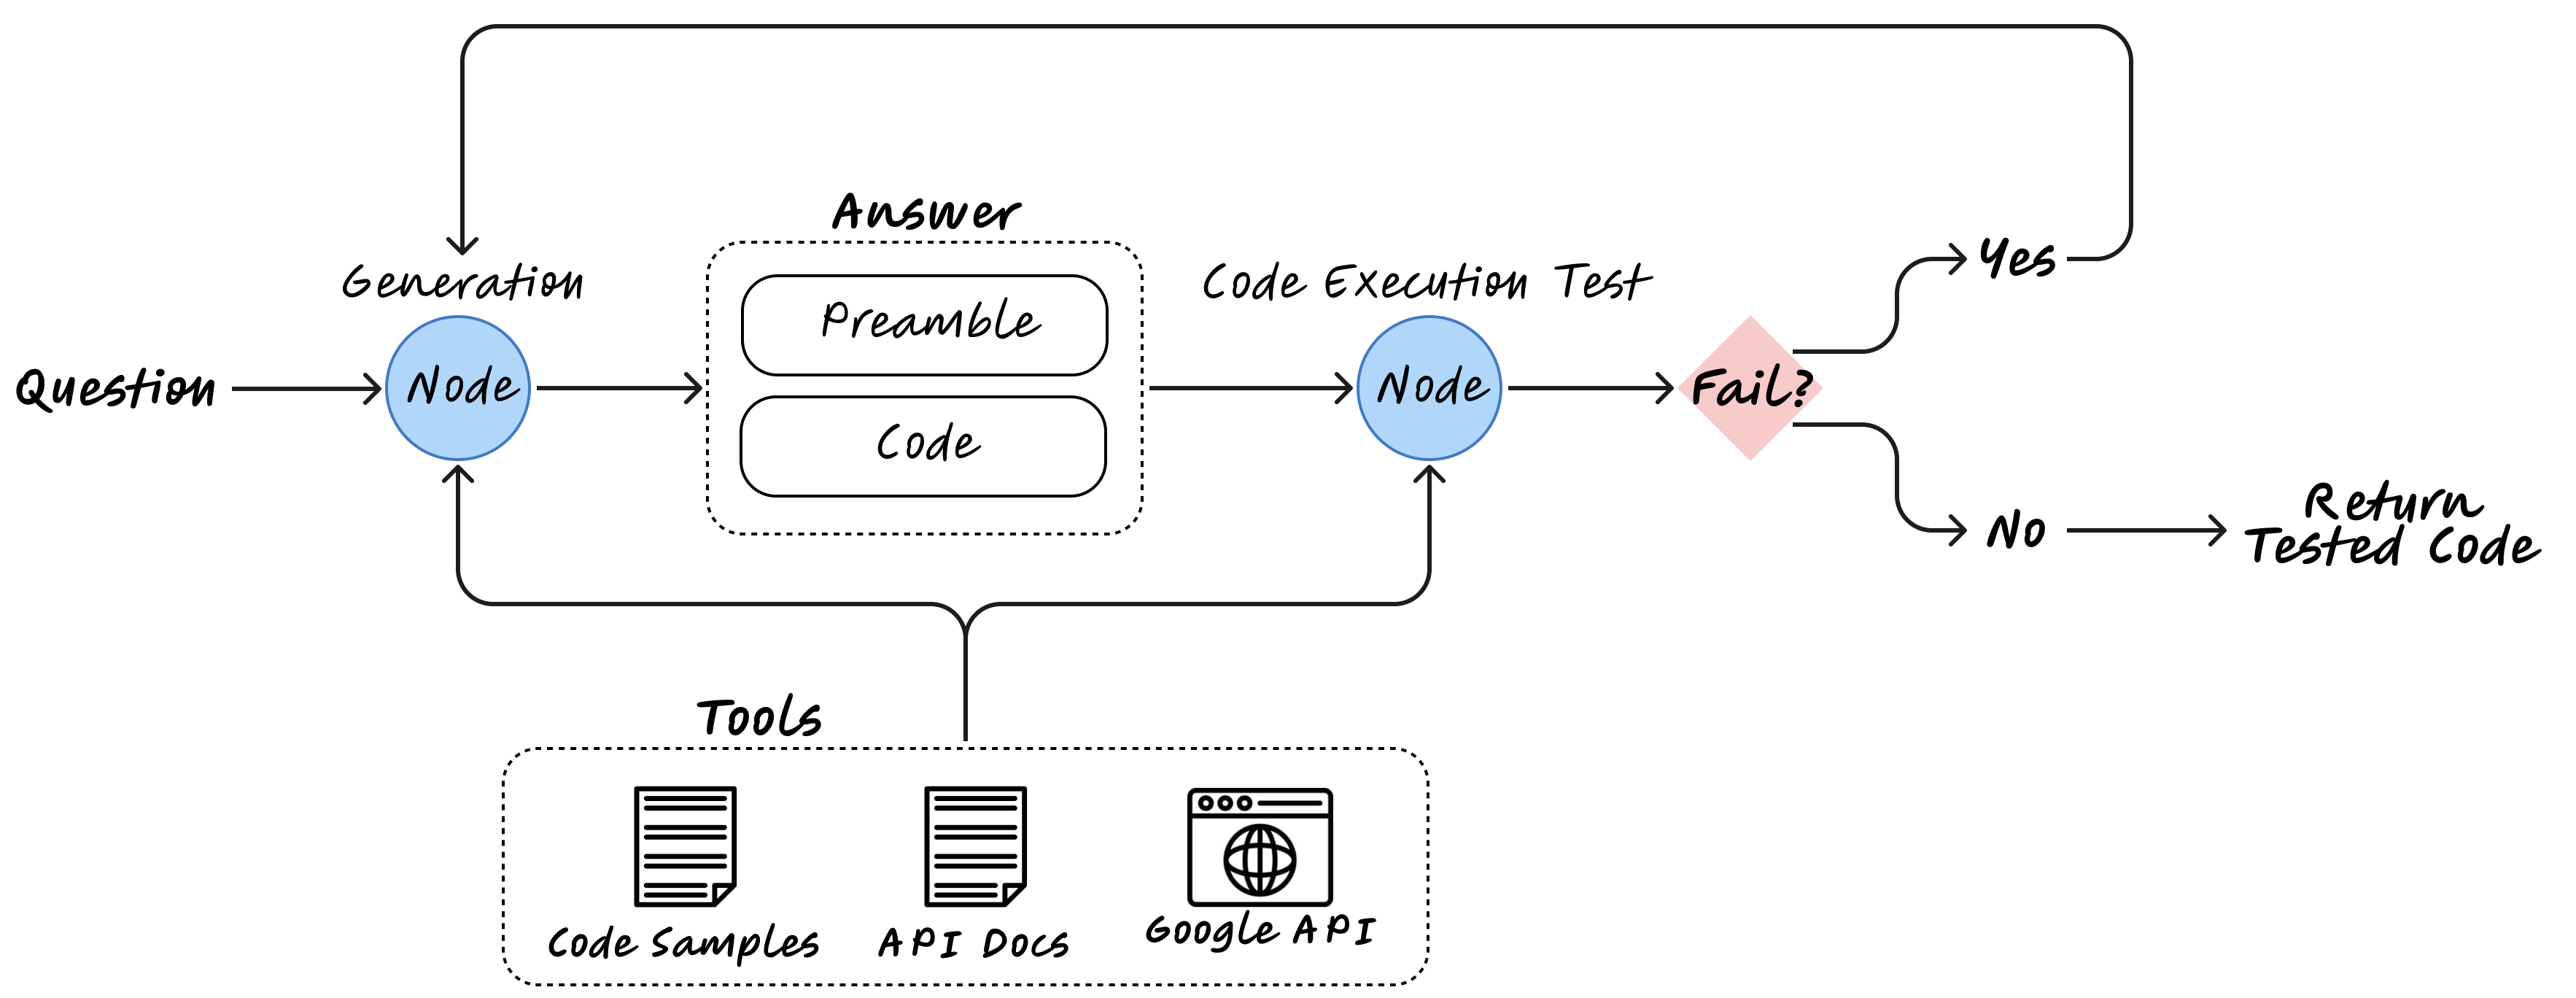 Question
Generation
Node
Answer
Preamble
Code
Code Execution Test
Node
Fail?
Yes
No
Return
Tested Code
Tools
Code Samples
API Docs
Google API